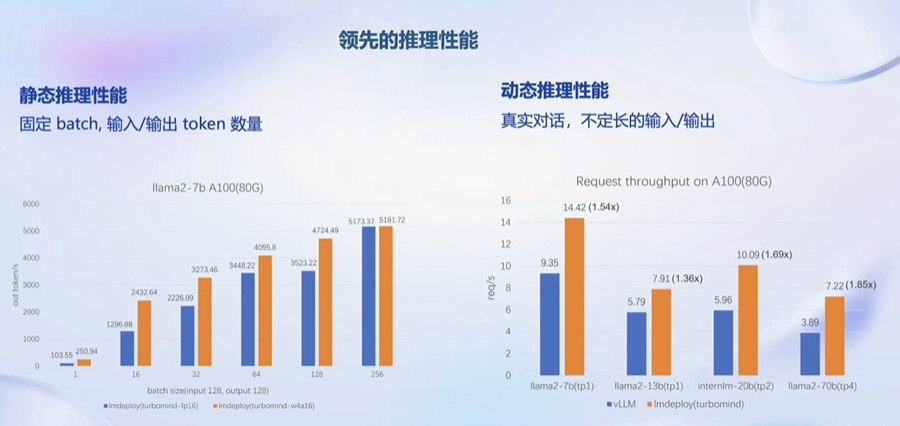 领先的推理性能
静态推理性能
固定 batch, 输入/输出 token 数量
llama2-7b A100(80G)
6000
5000
4000
3000
2000
1000
0
out token/s
103.55 250.94
1296.88 2432.64
2226.09 3273.46
3448.22 4095.8
3523.22 4724.49
5173.37 5181.72
1 16 32 64 128 256
batch size(input 128, output 128)
lmdeploy(turbomind-fp16) lmdeploy(turbomind-w4a16)
动态推理性能
真实对话，不定长的输入/输出
Request throughput on A100(80G)
16
14
12
10
8
6
4
2
0
req/s
9.35 14.42 (1.54x)
5.79 7.91 (1.36x)
5.96 10.09 (1.69x)
3.89 7.22 (1.85x)
llama2-7b(tp1) llama2-13b(tp1) internlm-20b(tp2) llama2-70b(tp4)
vLLM lmdeploy(turbomind)